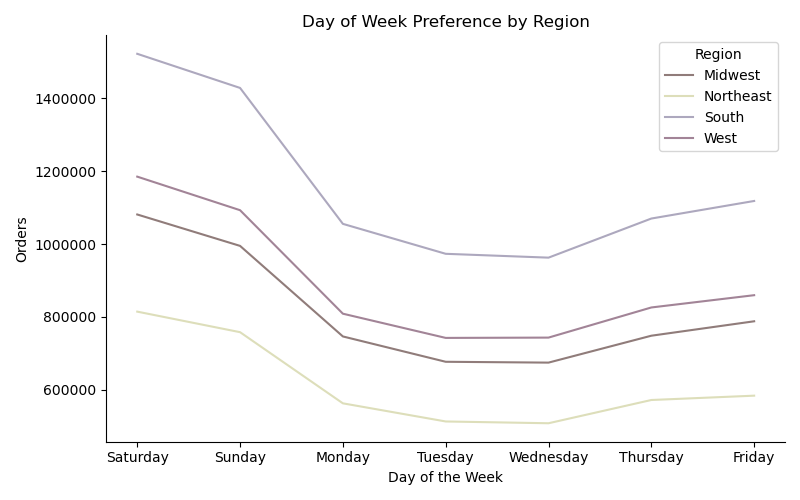 Day of Week Preference by Region
Region
Midwest
Northeast
South
West
1400000
1200000
1000000
800000
600000
Orders
Saturday Sunday Monday Tuesday Wednesday Thursday Friday
Day of the Week